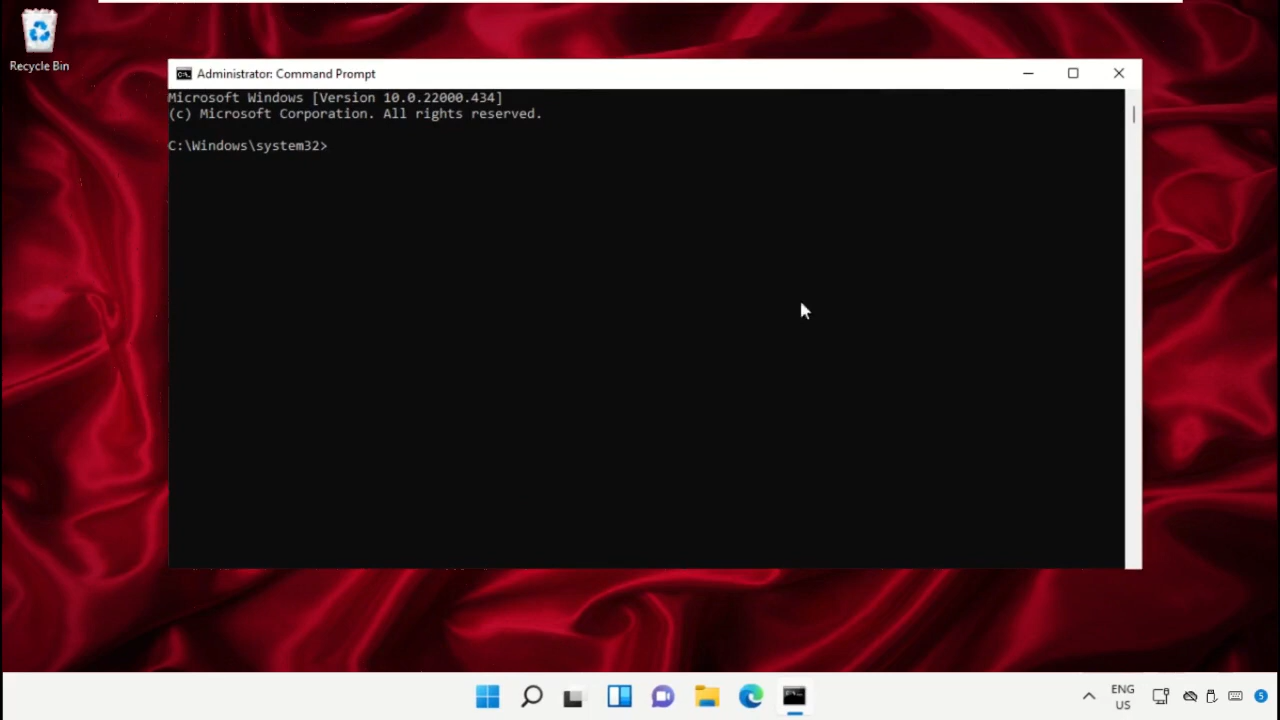 Recycle Bin
Administrator: Command Prompt
Microsoft Windows [Version 10.0.22000.434]
(c) Microsoft Corporation. All rights reserved.
C:\Windows\system32>
ENG
US
5